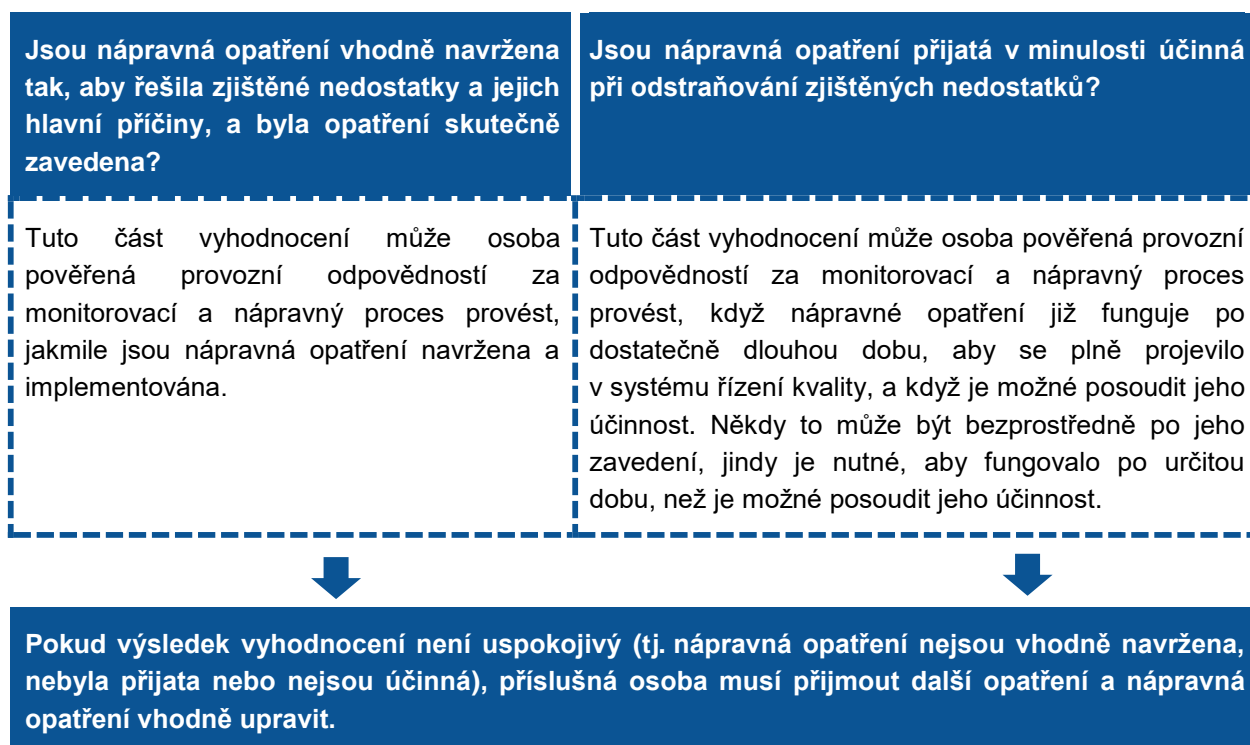 Jsou nápravná opatření vhodně navržena
tak, aby řešila zjištěné nedostatky a jejich
hlavní příčiny, a byla opatření skutečně
zavedena?
Jsou nápravná opatření přijatá v minulosti účinná
při odstraňování zjištěných nedostatků?
Tuto část vyhodnocení může osoba
pověřená provozní odpovědností za
monitorovací a nápravný proces provést,
jakmile jsou nápravná opatření navržena a
implementována.
Tuto část vyhodnocení může osoba pověřená provozní
odpovědností za monitorovací a nápravný proces
provést, když nápravné opatření již funguje po
dostatečně dlouhou dobu, aby se plně projevilo
v systému řízení kvality, a když je možné posoudit jeho
účinnost. Někdy to může být bezprostředně po jeho
zavedení, jindy je nutné, aby fungovalo po určitou
dobu, než je možné posoudit jeho účinnost.
Pokud výsledek vyhodnocení není uspokojivý (tj. nápravná opatření nejsou vhodně navržena,
nebyla přijata nebo nejsou účinná), příslušná osoba musí přijmout další opatření a nápravná
opatření vhodně upravit.